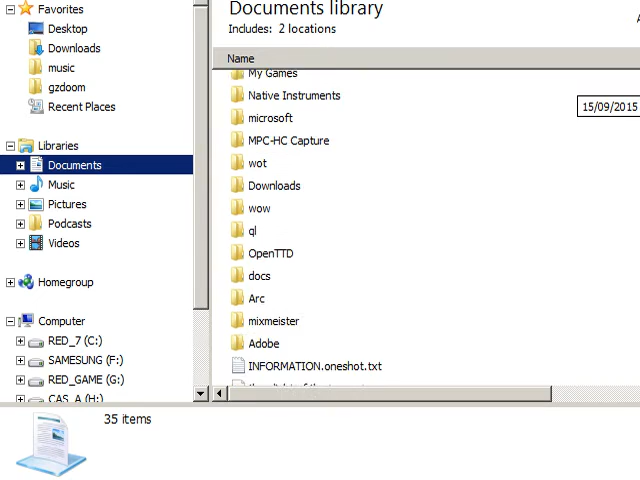 Favorites
Desktop
Downloads
music
gzdoom
Recent Places
Libraries
Documents
Music
Pictures
Podcasts
Videos
Homegroup
Computer
RED_7 (C:)
SAMESUNG (F:)
RED_GAME (G:)
CAS_A (H:)
Documents library
Includes: 2 locations
Name
My Games
Native Instruments
15/09/2015
microsoft
MPC-HC Capture
wot
Downloads
wow
ql
OpenTTD
docs
Arc
mixmeister
Adobe
INFORMATION.oneshot.txt
35 items